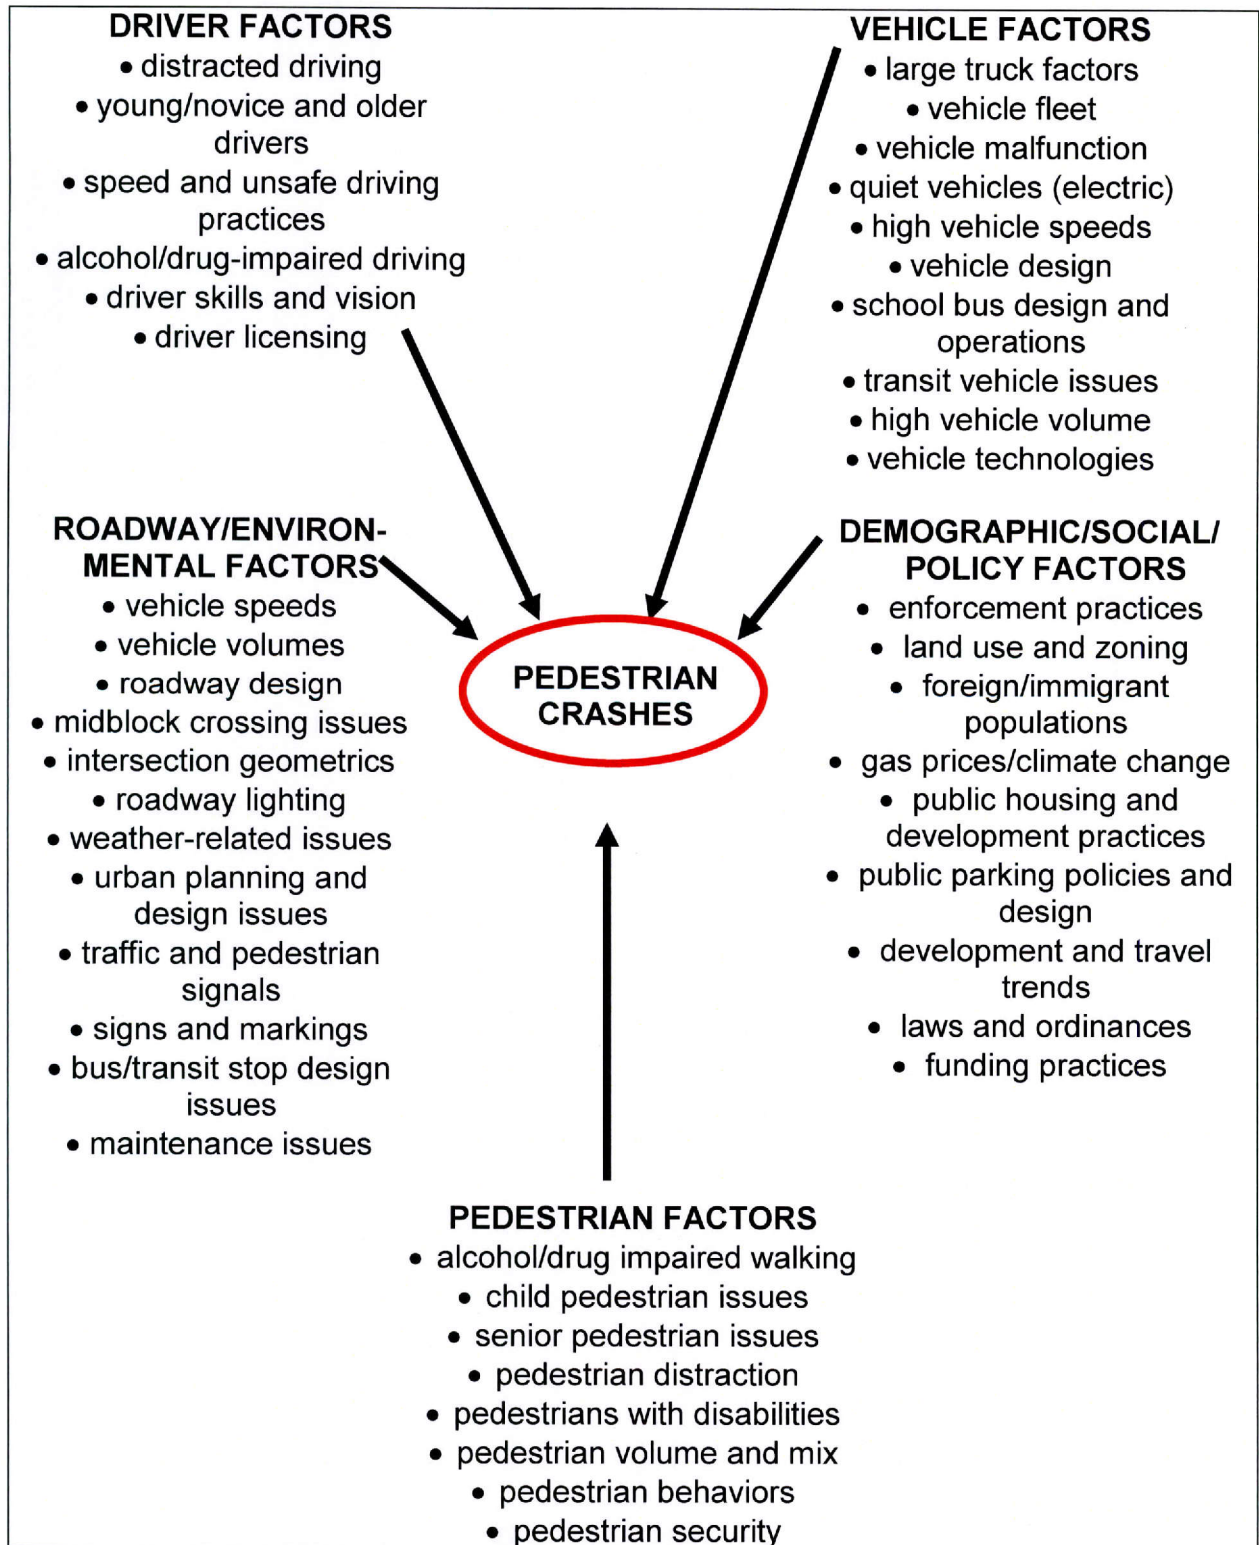 DRIVER FACTORS
• distracted driving
• young/novice and older
drivers
• speed and unsafe driving
practices
• alcohol/drug-impaired driving
• driver skills and vision
• driver licensing
VEHICLE FACTORS
• large truck factors
• vehicle fleet
• vehicle malfunction
• quiet vehicles (electric)
• high vehicle speeds
• vehicle design
• school bus design and
operations
• transit vehicle issues
• high vehicle volume
• vehicle technologies
ROADWAY/ENVIRON-
MENTAL FACTORS
• vehicle speeds
• vehicle volumes
• roadway design
• midblock crossing issues
• intersection geometrics
• roadway lighting
• weather-related issues
• urban planning and
design issues
• traffic and pedestrian
signals
• signs and markings
• bus/transit stop design
issues
• maintenance issues
PEDESTRIAN
CRASHES
DEMOGRAPHIC/SOCIAL/
POLICY FACTORS
• enforcement practices
• land use and zoning
• foreign/immigrant
populations
• gas prices/climate change
• public housing and
development practices
• public parking policies and
design
• development and travel
trends
• laws and ordinances
• funding practices
PEDESTRIAN FACTORS
• alcohol/drug impaired walking
• child pedestrian issues
• senior pedestrian issues
• pedestrian distraction
• pedestrians with disabilities
• pedestrian volume and mix
• pedestrian behaviors
• pedestrian security